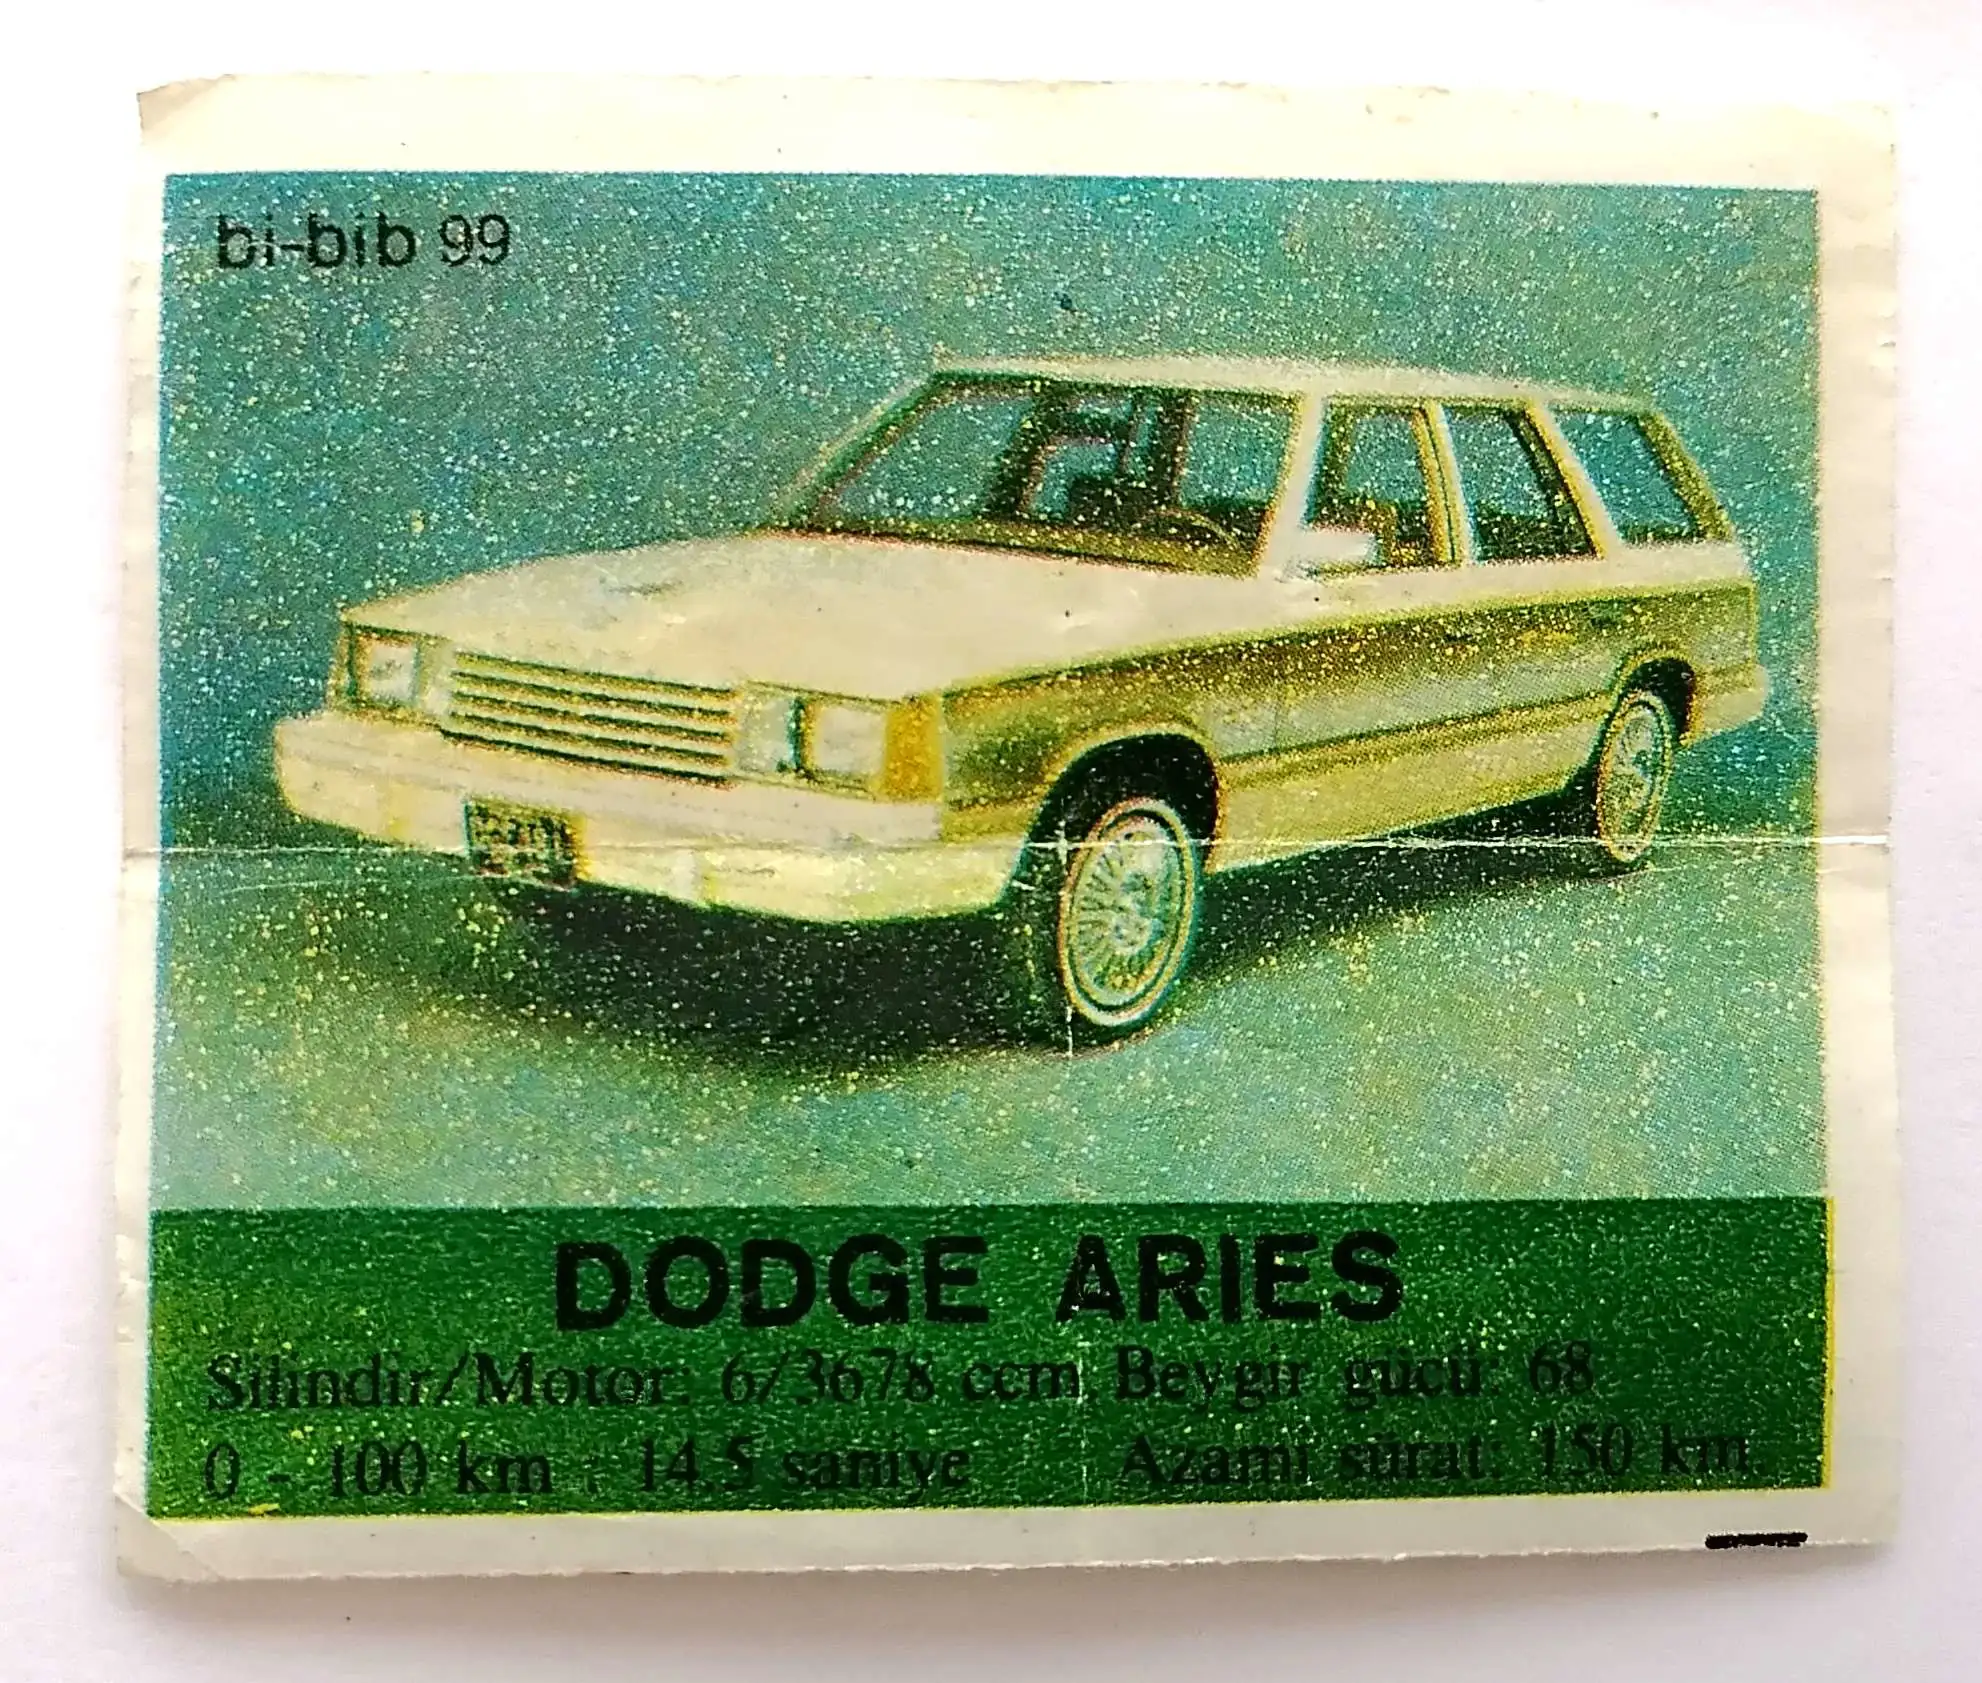 bi-bib 99
DODGE ARIES
Silindir/Motor: 6/3678 ccm Beygir gücü: 68
0 - 100 km : 14.5 saniye Azami sürat: 150 km.